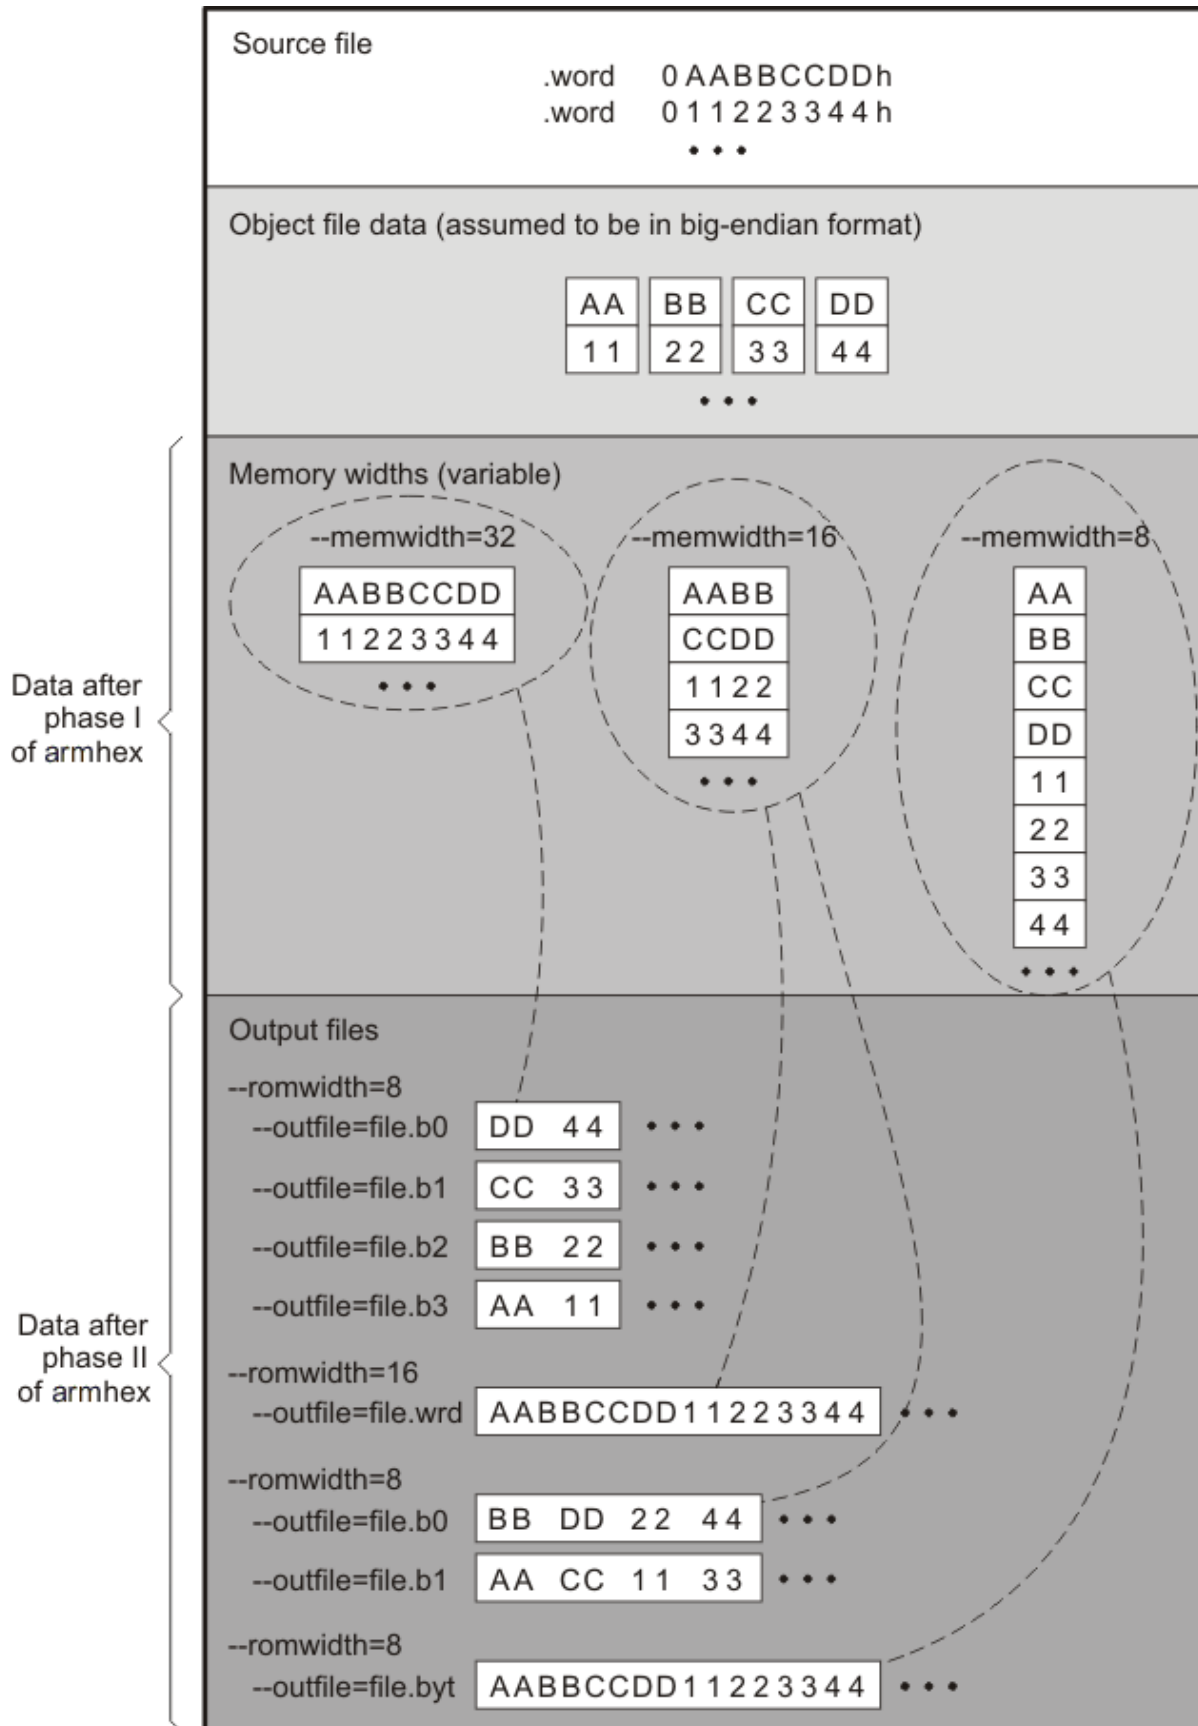 Source file
.word 0AABBCCDDh
.word 011223344h
• • •
Object file data (assumed to be in big-endian format)
AA BB CC DD
11 22 33 44
• • •
Data after
phase I
of armhex
Memory widths (variable)
--memwidth=32
AABBCCDD
11223344
• • •
--memwidth=16
AABB
CCDD
1122
3344
• • •
--memwidth=8
AA
BB
CC
DD
11
22
33
44
• • •
Data after
phase II
of armhex
Output files
--romwidth=8
--outfile=file.b0 DD 44 • • •
--outfile=file.b1 CC 33 • • •
--outfile=file.b2 BB 22 • • •
--outfile=file.b3 AA 11 • • •
--romwidth=16
--outfile=file.wrd AABBCCDD11223344 • • •
--romwidth=8
--outfile=file.b0 BB DD 22 44 • • •
--outfile=file.b1 AA CC 11 33 • • •
--romwidth=8
--outfile=file.byt AABBCCDD11223344 • • •